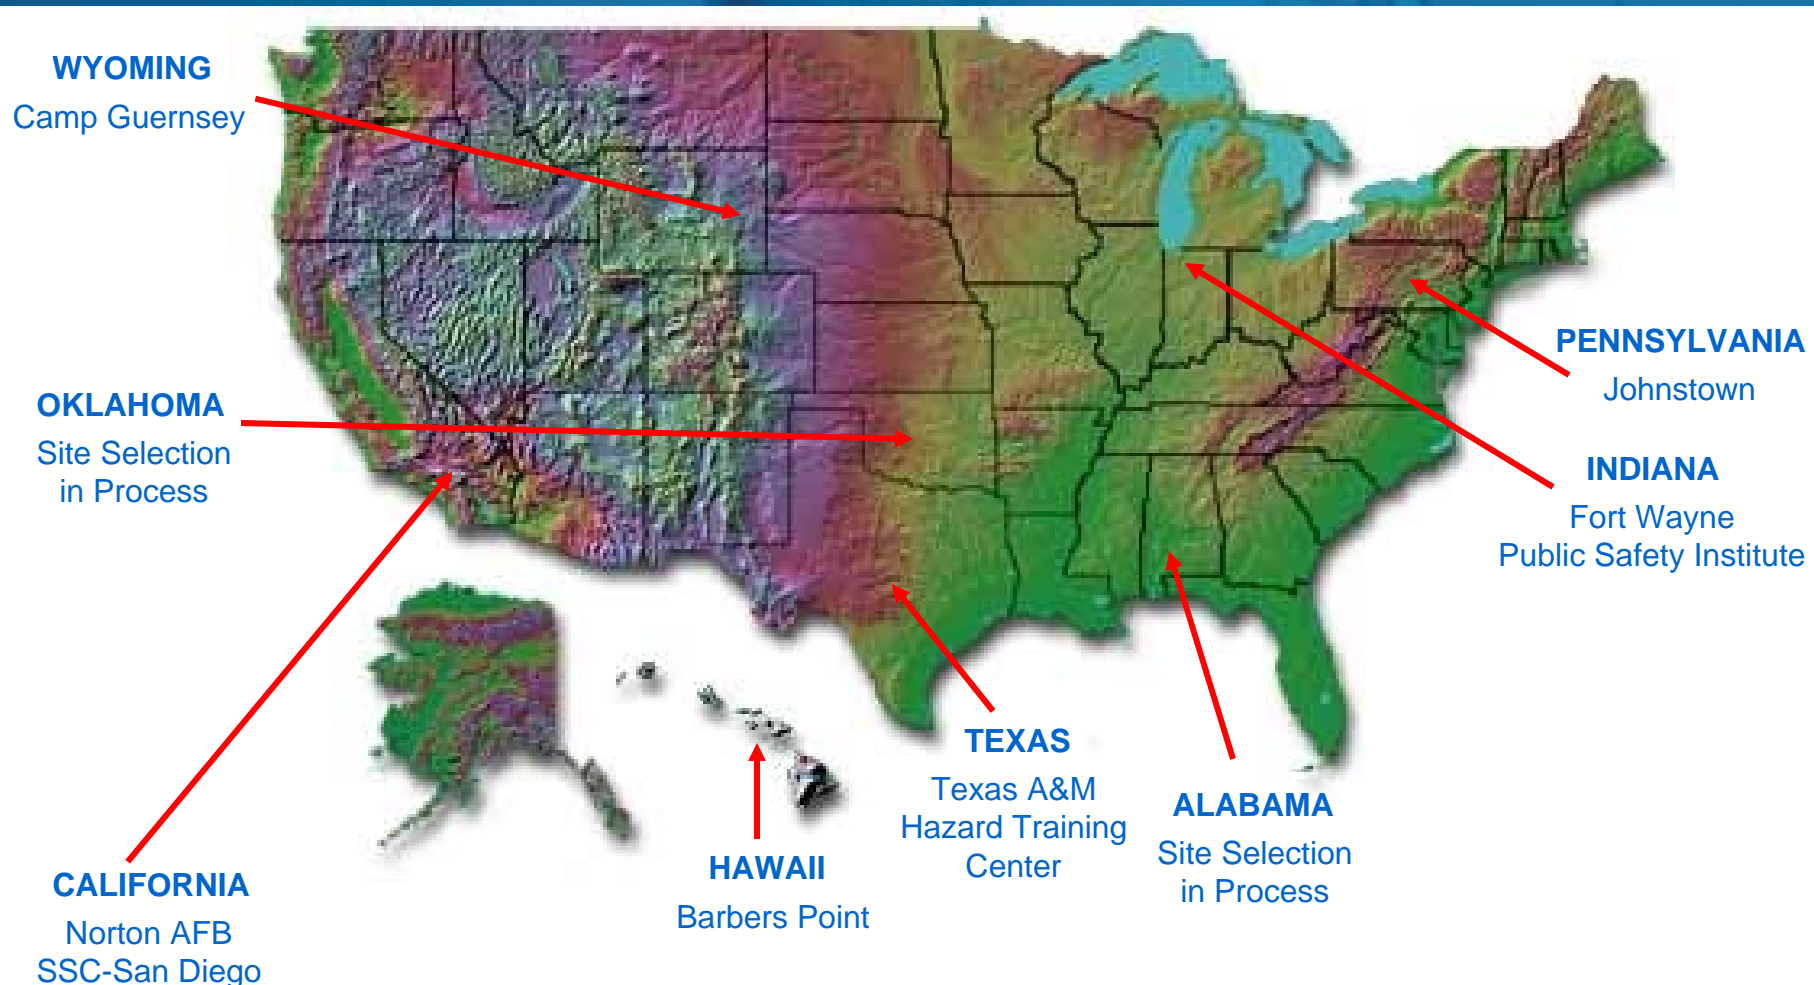 WYOMING
Camp Guernsey
OKLAHOMA
Site Selection
in Process
CALIFORNIA
Norton AFB
SSC-San Diego
HAWAII
Barbers Point
TEXAS
Texas A&M
Hazard Training
Center
ALABAMA
Site Selection
in Process
PENNSYLVANIA
Johnstown
INDIANA
Fort Wayne
Public Safety Institute